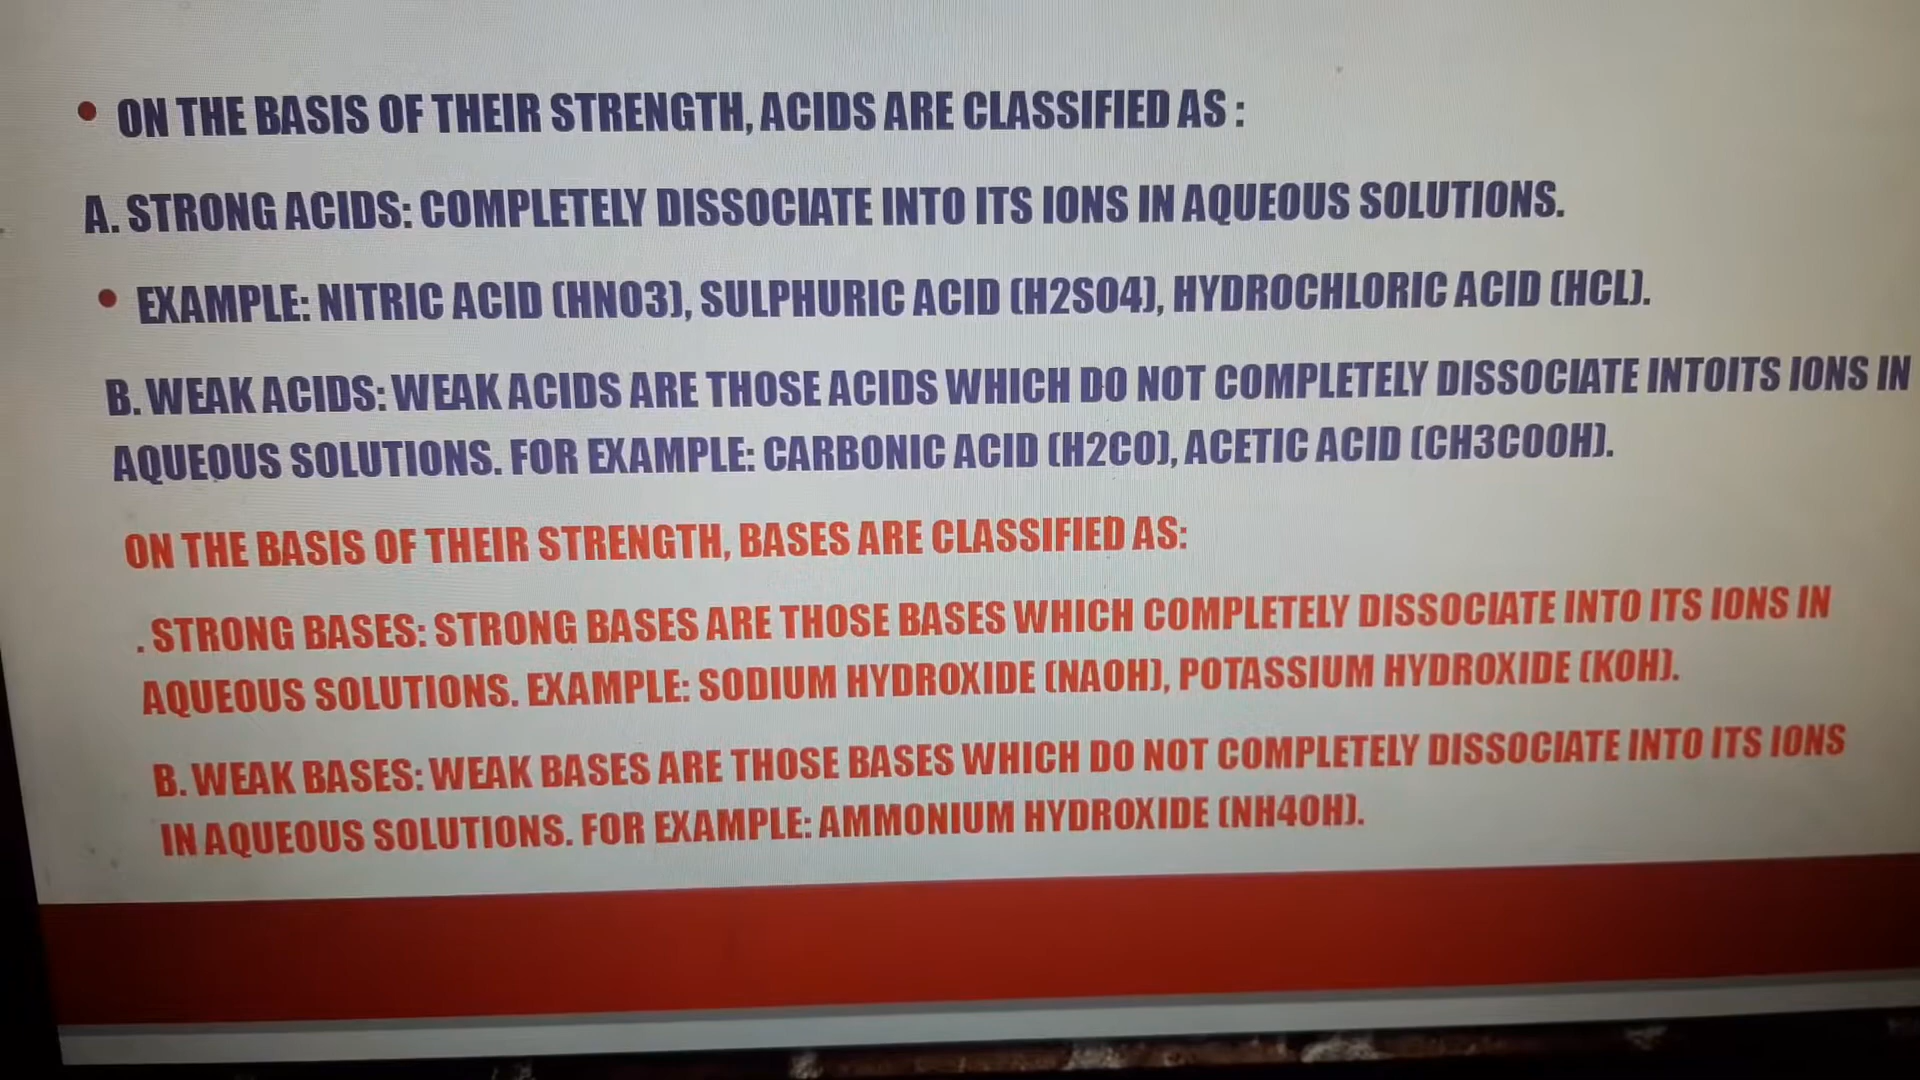 • ON THE BASIS OF THEIR STRENGTH, ACIDS ARE CLASSIFIED AS :
A. STRONG ACIDS: COMPLETELY DISSOCIATE INTO ITS IONS IN AQUEOUS SOLUTIONS.
• EXAMPLE: NITRIC ACID (HNO3), SULPHURIC ACID (H2SO4), HYDROCHLORIC ACID (HCL).
B. WEAK ACIDS: WEAK ACIDS ARE THOSE ACIDS WHICH DO NOT COMPLETELY DISSOCIATE INTOITS IONS IN
AQUEOUS SOLUTIONS. FOR EXAMPLE: CARBONIC ACID (H2CO), ACETIC ACID (CH3COOH).
ON THE BASIS OF THEIR STRENGTH, BASES ARE CLASSIFIED AS:
. STRONG BASES: STRONG BASES ARE THOSE BASES WHICH COMPLETELY DISSOCIATE INTO ITS IONS IN
AQUEOUS SOLUTIONS. EXAMPLE: SODIUM HYDROXIDE (NAOH), POTASSIUM HYDROXIDE (KOH).
B. WEAK BASES: WEAK BASES ARE THOSE BASES WHICH DO NOT COMPLETELY DISSOCIATE INTO ITS IONS
IN AQUEOUS SOLUTIONS. FOR EXAMPLE: AMMONIUM HYDROXIDE (NH4OH).